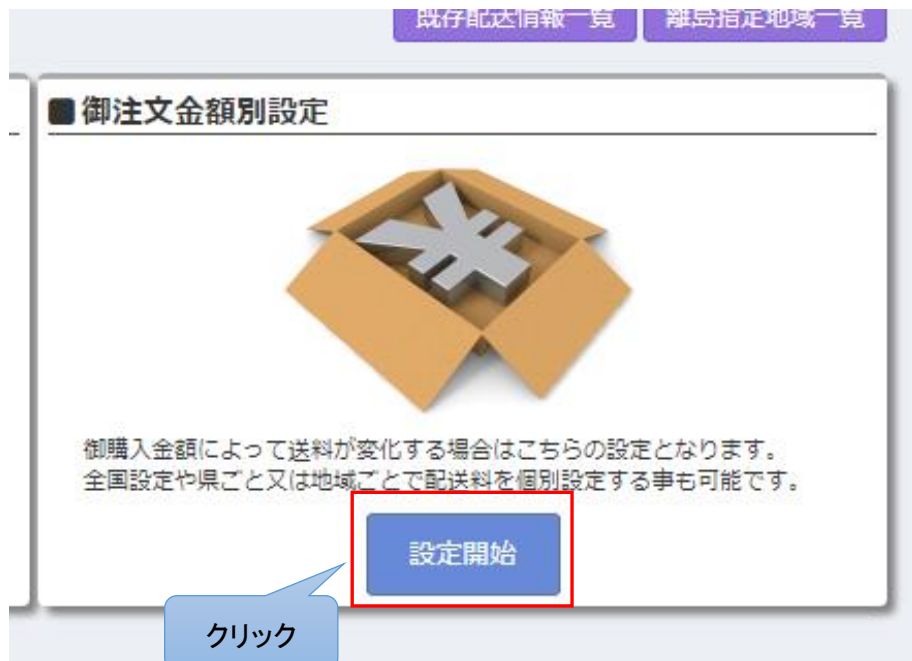 既存配送情報一覧
離島指定地域一覧
■御注文金額別設定
御購入金額によって送料が変化する場合はこちらの設定となります。
全国設定や県ごと又は地域ごとで配送料を個別設定する事も可能です。
設定開始
クリック